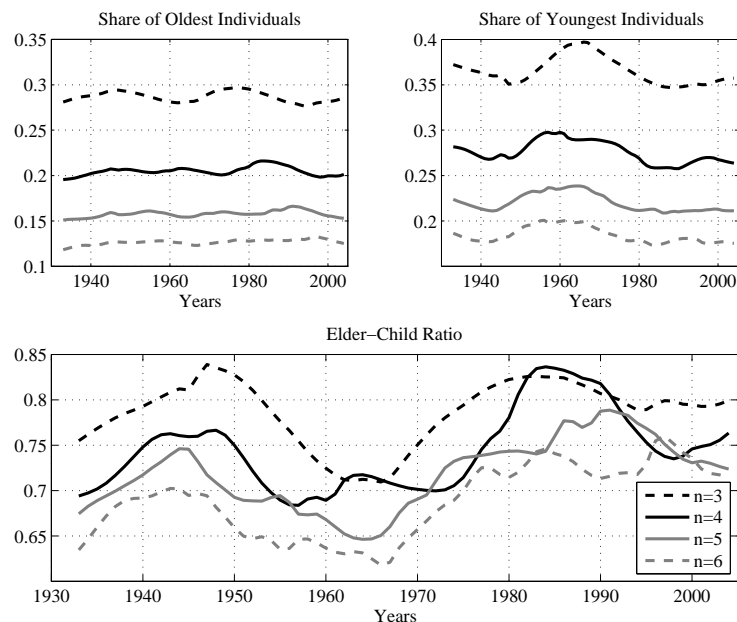 Share of Oldest Individuals
0.35
0.3
0.25
0.2
0.15
0.1
1940 1960 1980 2000
Years
Share of Youngest Individuals
0.4
0.35
0.3
0.25
0.2
1940 1960 1980 2000
Years
Elder−Child Ratio
0.85
0.8
0.75
0.7
0.65
1930 1940 1950 1960 1970 1980 1990 2000
Years
n=3
n=4
n=5
n=6